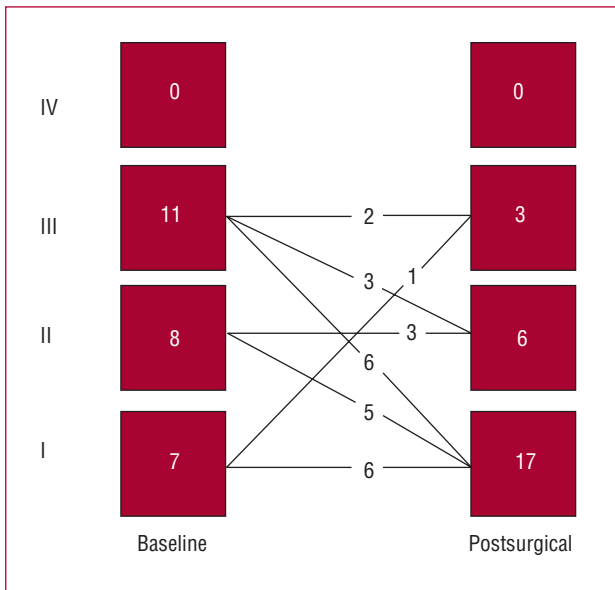 IV 0 0
III 11 2 3
3 1
II 8 3 6
6
5
I 7 6 17
Baseline Postsurgical